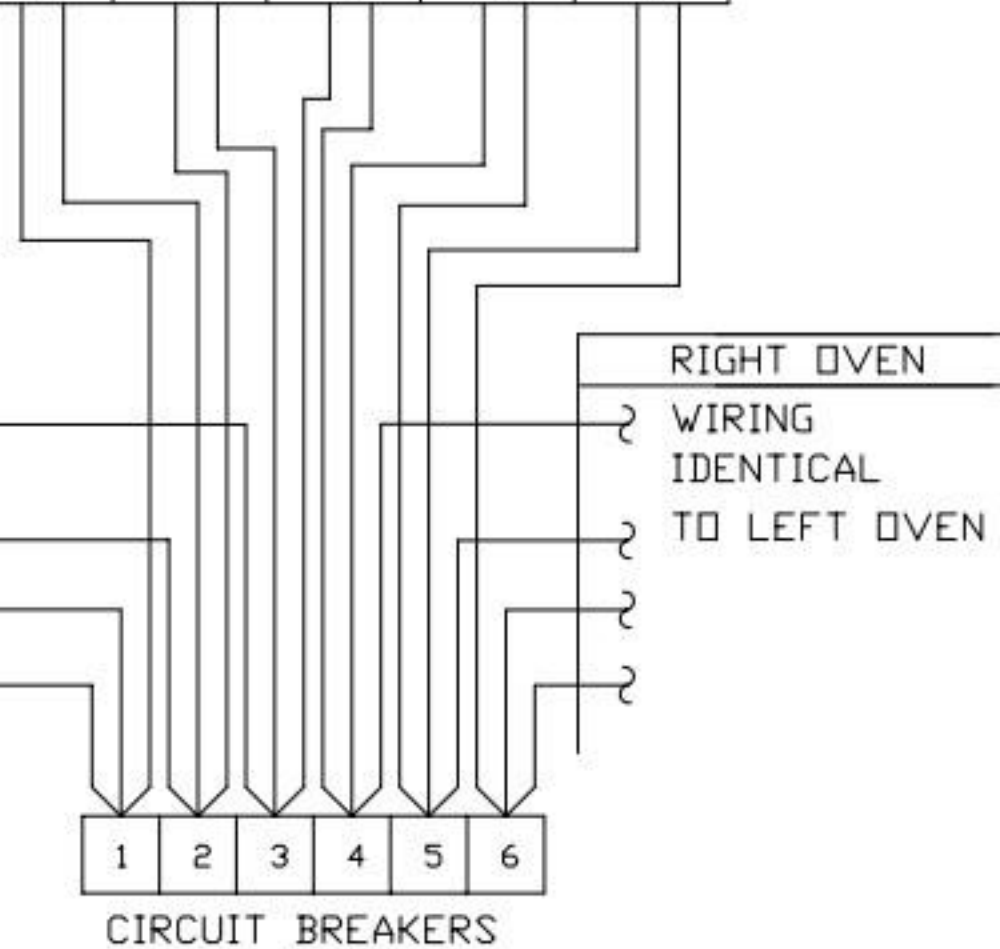 RIGHT OVEN
WIRING
IDENTICAL
TO LEFT OVEN
1 2 3 4 5 6
CIRCUIT BREAKERS